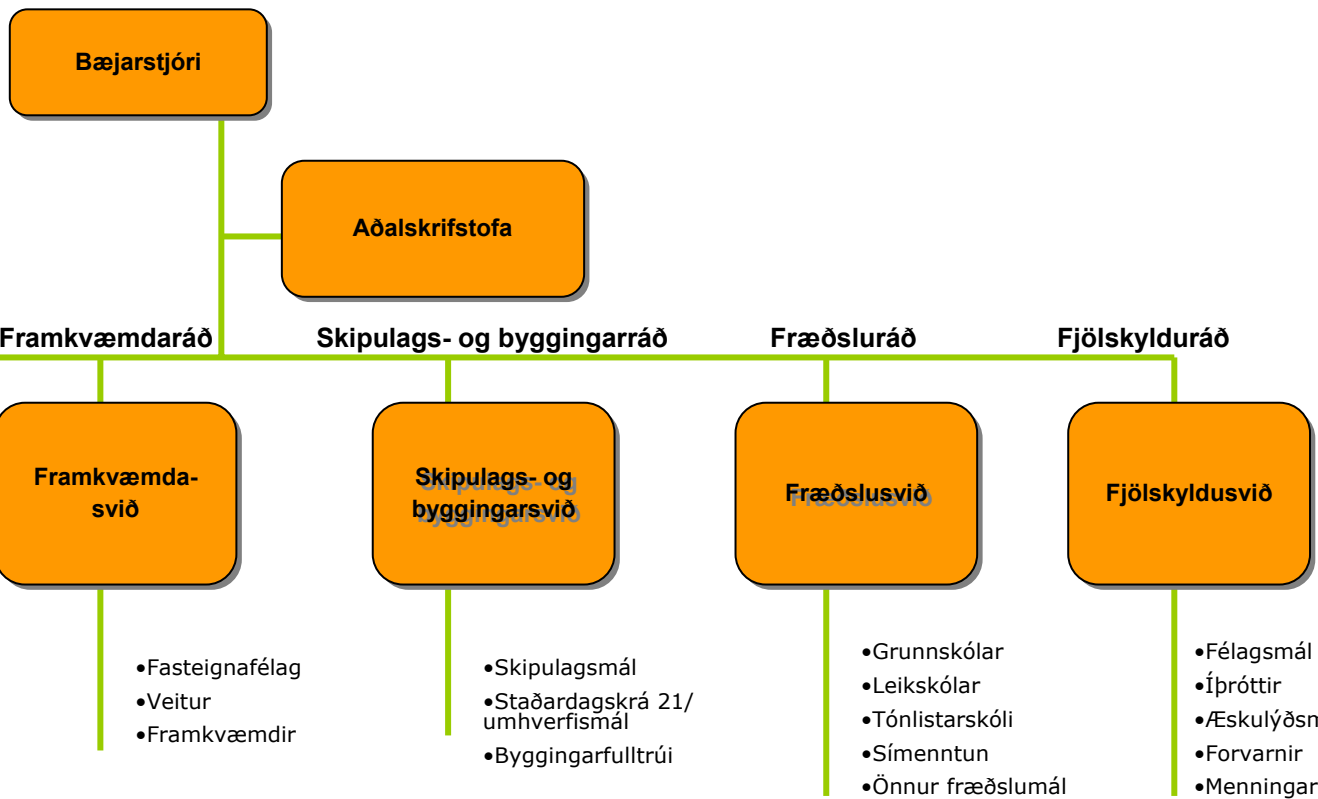 Bæjarstjóri
Aðalskrifstofa
Framkvæmdaráð
Skipulags- og byggingarráð
Fræðsluráð
Fjölskylduráð
Framkvæmda-
svið
Skipulags- og
byggingarsvið
Fræðslusvið
Fjölskyldusvið
•Fasteignafélag
•Veitur
•Framkvæmdir
•Skipulagsmál
•Staðardagskrá 21/
umhverfismál
•Byggingarfulltrúi
•Grunnskólar
•Leikskólar
•Tónlistarskóli
•Símenntun
•Önnur fræðslumál
•Félagsmál
•Íþróttir
•Forvarnir